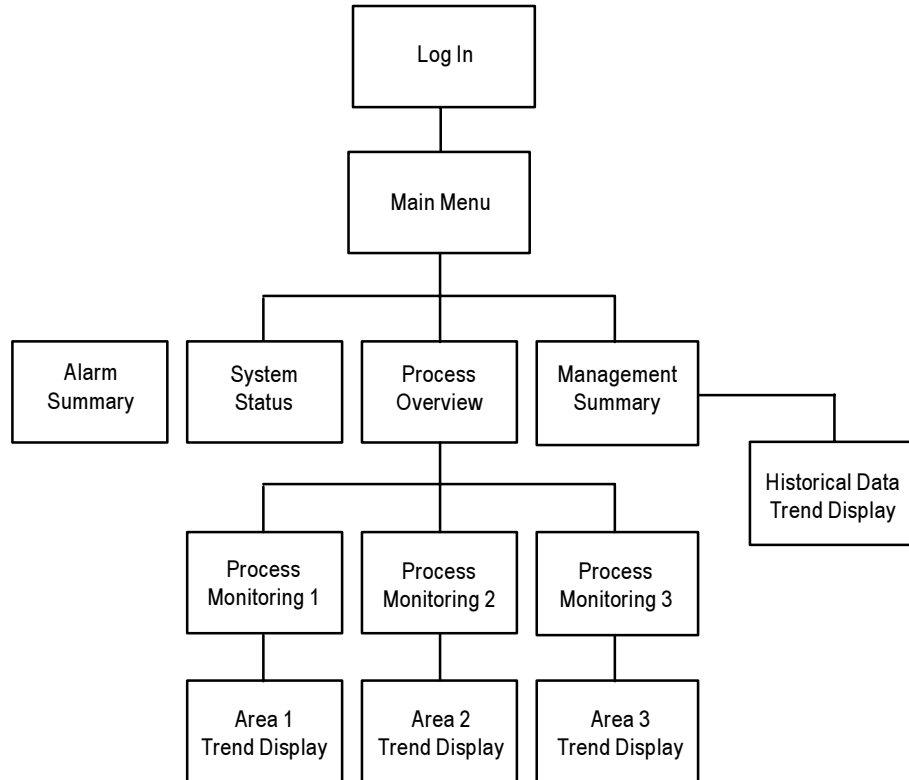 Log In
Main Menu
Alarm
Summary
System
Status
Process
Overview
Management
Summary
Historical Data
Trend Display
Process
Monitoring 1
Process
Monitoring 2
Process
Monitoring 3
Area 1
Trend Display
Area 2
Trend Display
Area 3
Trend Display